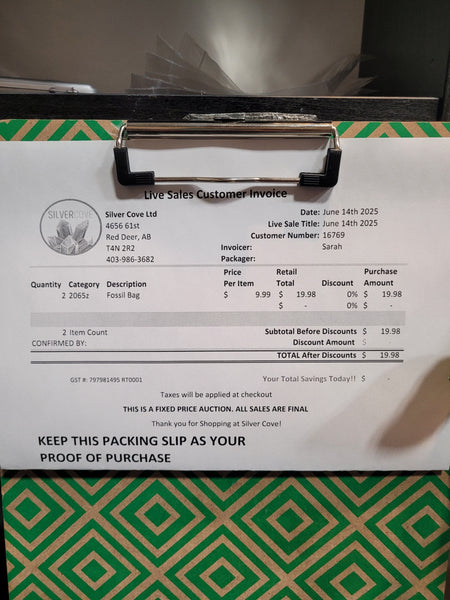 Live Sales Customer Invoice
SILVERCOVE
Silver Cove Ltd
4656 61st
Red Deer, AB
T4N 2R2
403-986-3682
Date: June 14th 2025
Live Sale Title: June 14th 2025
Customer Number: 16769
Invoicer: Sarah
Packager:
Quantity Category Description Price Per Item Retail Total Discount Purchase Amount
2 2065z Fossil Bag $ 9.99 $ 19.98 0% $ 19.98
$ - 0% $ -
2 Item Count Subtotal Before Discounts $ 19.98
CONFIRMED BY: Discount Amount $
TOTAL After Discounts $ 19.98
GST #: 797981495 RT0001 Your Total Savings Today!! $
Taxes will be applied at checkout
THIS IS A FIXED PRICE AUCTION. ALL SALES ARE FINAL
Thank you for Shopping at Silver Cove!
KEEP THIS PACKING SLIP AS YOUR
PROOF OF PURCHASE